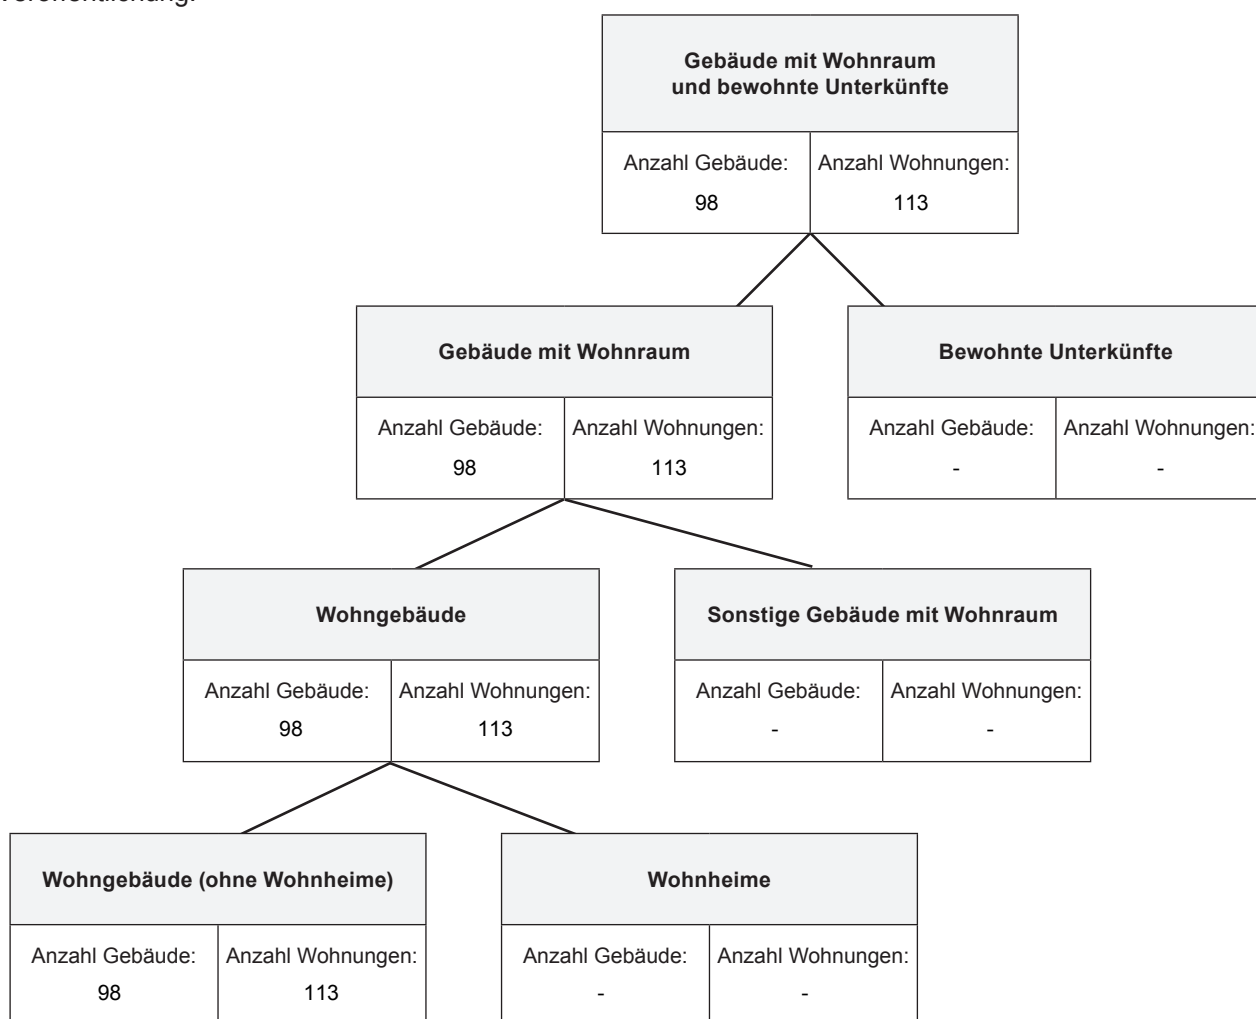 Veröffentlichung.
Gebäude mit Wohnraum
und bewohnte Unterkünfte
Anzahl Gebäude: Anzahl Wohnungen:
98 113
Gebäude mit Wohnraum Bewohnte Unterkünfte
Anzahl Gebäude: Anzahl Wohnungen: Anzahl Gebäude: Anzahl Wohnungen:
98 113 - -
Wohngebäude Sonstige Gebäude mit Wohnraum
Anzahl Gebäude: Anzahl Wohnungen: Anzahl Gebäude: Anzahl Wohnungen:
98 113 - -
Wohngebäude (ohne Wohnheime) Wohnheime
Anzahl Gebäude: Anzahl Wohnungen: Anzahl Gebäude: Anzahl Wohnungen:
98 113 - -